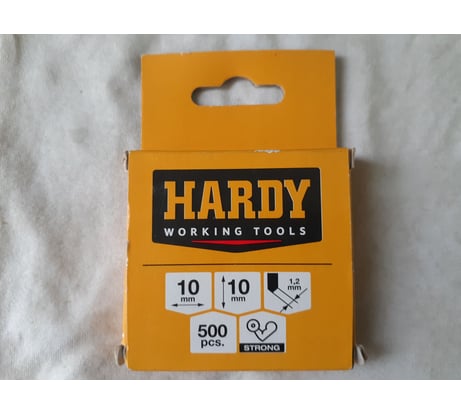 HARDY
WORKING TOOLS
10
mm
10
mm
1,2
mm
500
pcs.
STRONG